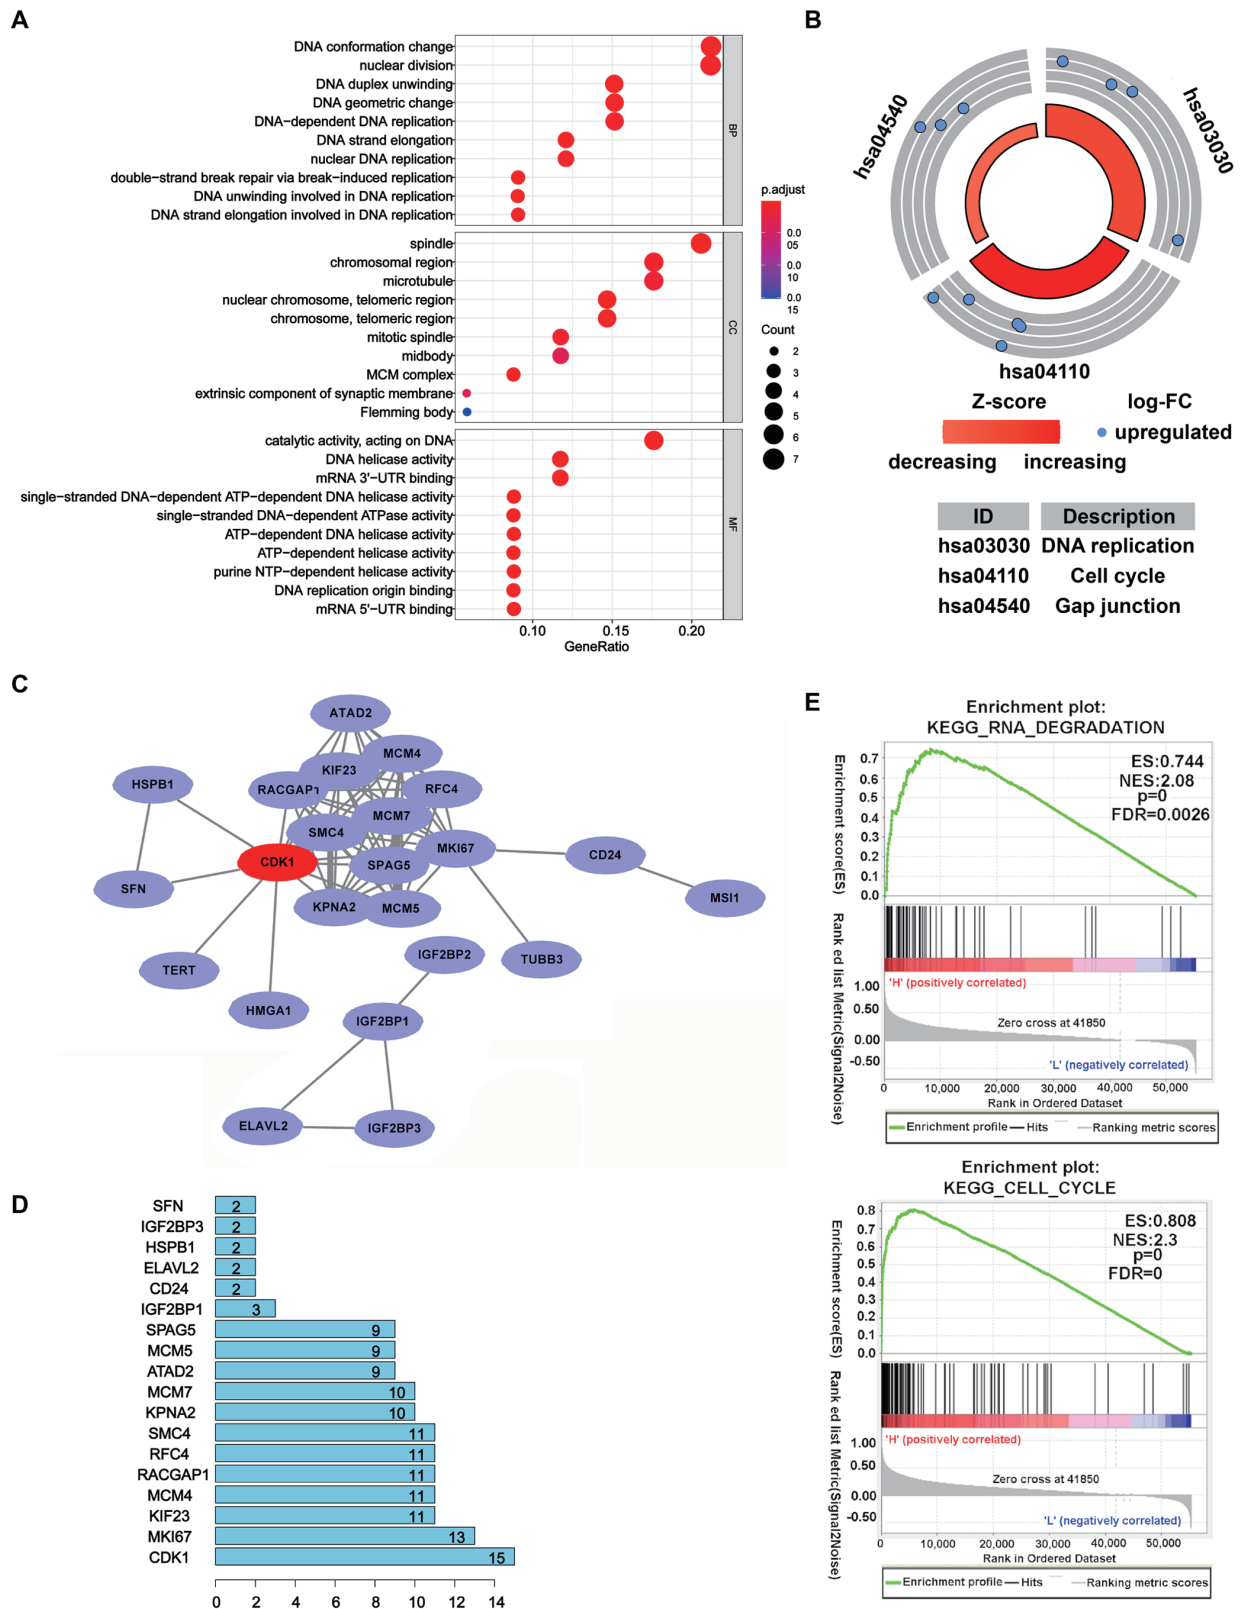 A
DNA conformation change
nuclear division
DNA duplex unwinding
DNA geometric change
DNA−dependent DNA replication
DNA strand elongation
nuclear DNA replication
double−strand break repair via break−induced replication
DNA unwinding involved in DNA replication
DNA strand elongation involved in DNA replication
BP
spindle
chromosomal region
microtubule
nuclear chromosome, telomeric region
chromosome, telomeric region
mitotic spindle
midbody
MCM complex
extrinsic component of synaptic membrane
Flemming body
CC
catalytic activity, acting on DNA
DNA helicase activity
mRNA 3'−UTR binding
single−stranded DNA−dependent ATP−dependent DNA helicase activity
single−stranded DNA−dependent ATPase activity
ATP−dependent DNA helicase activity
ATP−dependent helicase activity
purine NTP−dependent helicase activity
DNA replication origin binding
mRNA 5'−UTR binding
MF
0.10 0.15 0.20
GeneRatio
p.adjust
0.0
05
0.0
10
0.0
15
Count
2
3
4
5
6
7
B
hsa04540
hsa03030
hsa04110
Z-score log-FC
upregulated
decreasing increasing
ID Description
hsa03030 DNA replication
hsa04110 Cell cycle
hsa04540 Gap junction
C
ATAD2
MCM4
KIF23
HSPB1
RACGAP1
RFC4
MCM7
SMC4
MKI67
CDK1
SPAG5
CD24
SFN
MSI1
KPNA2
MCM5
IGF2BP2
TUBB3
TERT
HMGA1
IGF2BP1
ELAVL2
IGF2BP3
D
SFN 2
IGF2BP3 2
HSPB1 2
ELAVL2 2
CD24 2
IGF2BP1 3
SPAG5 9
MCM5 9
ATAD2 9
MCM7 10
KPNA2 10
SMC4 11
RFC4 11
RACGAP1 11
MCM4 11
KIF23 11
MKI67 13
CDK1 15
0 2 4 6 8 10 12 14
E
Enrichment plot:
KEGG_RNA_DEGRADATION
Enrichment score(ES)
0.7
0.6
0.5
0.4
0.3
0.2
0.1
0.0
ES:0.744
NES:2.08
p=0
FDR=0.0026
Rank ed list Metric(Signal2Noise)
'H' (positively correlated)
1.00
0.50
0.00
-0.50
Zero cross at 41850
'L' (negatively correlated)
0 10,000 20,000 30,000 40,000 50,000
Rank in Ordered Dataset
Enrichment profile Hits Ranking metric scores
Enrichment plot:
KEGG_CELL_CYCLE
Enrichment score(ES)
0.8
0.7
0.6
0.5
0.4
0.3
0.2
0.1
0.0
ES:0.808
NES:2.3
p=0
FDR=0
Rank ed list Metric(Signal2Noise)
'H' (positively correlated)
1.00
0.50
0.00
-0.50
Zero cross at 41850
'L' (negatively correlated)
0 10,000 20,000 30,000 40,000 50,000
Rank in Ordered Dataset
Enrichment profile Hits Ranking metric scores